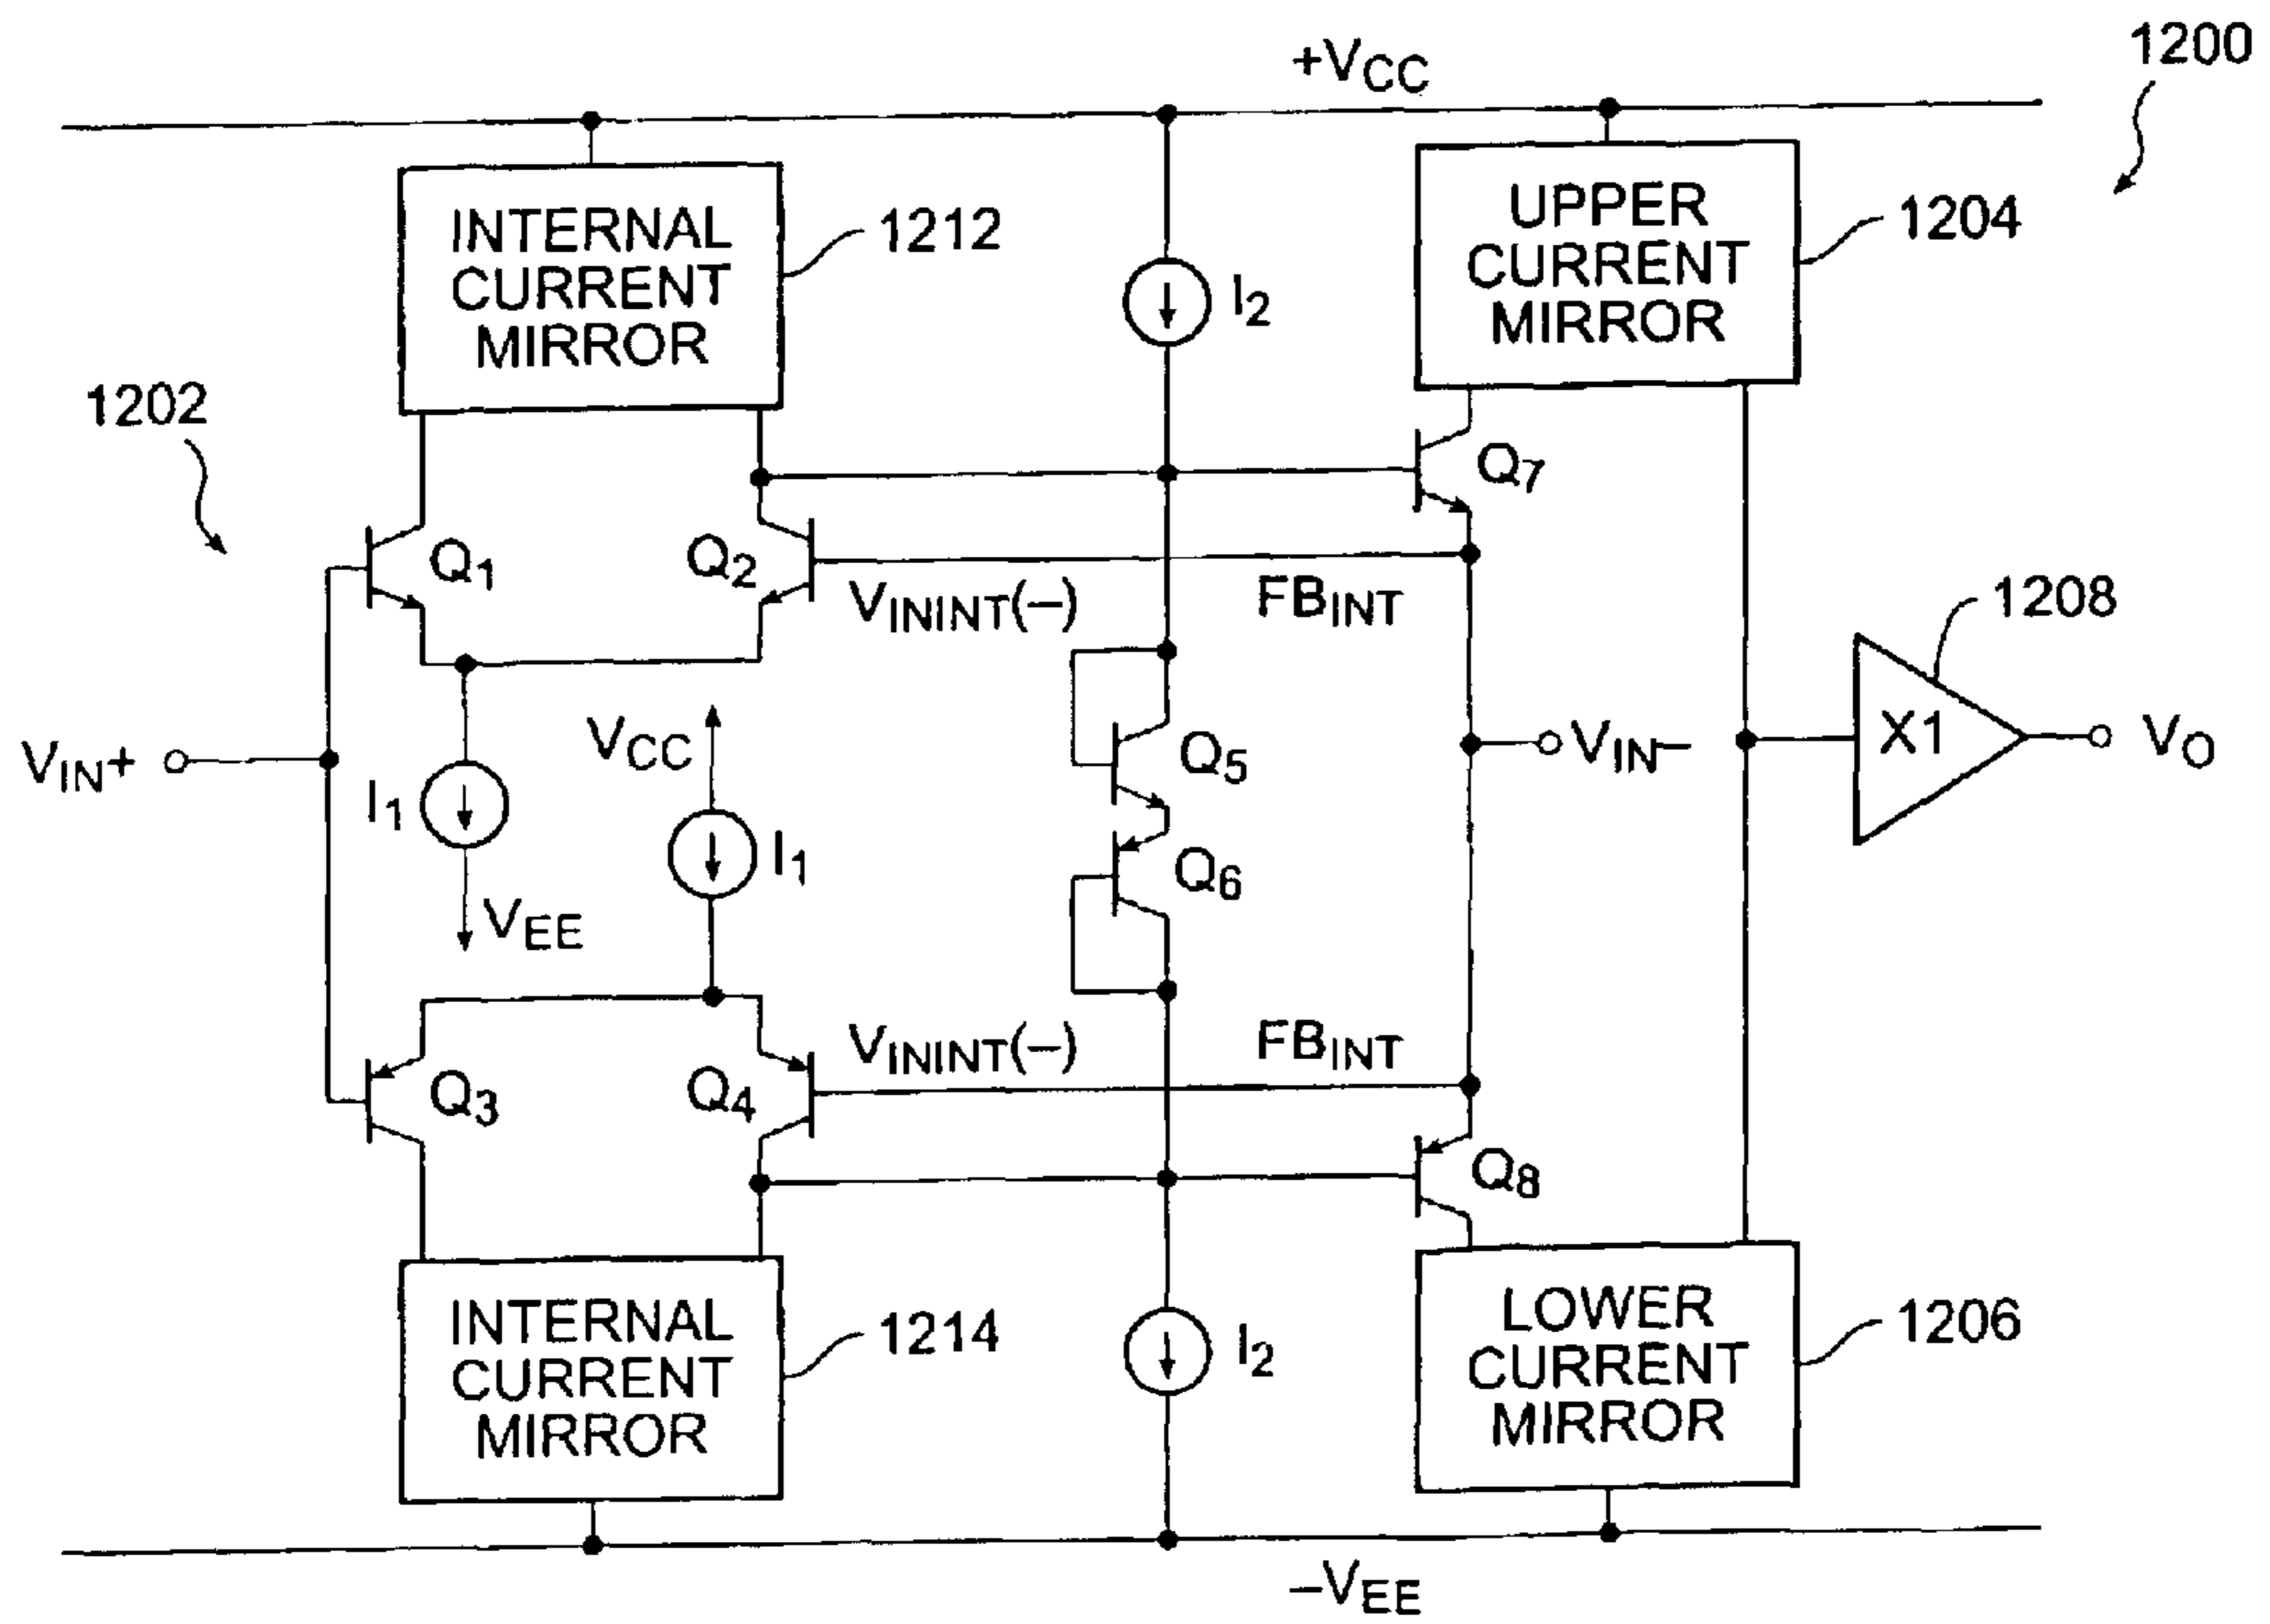 1200
+VCC
INTERNAL
CURRENT
MIRROR
1212
I2
UPPER
CURRENT
MIRROR
1204
1202
Q1
Q2
Q7
VININT(–)
FBINT
1208
VIN+
I1
VEE
VCC
I1
Q5
Q6
VIN–
X1
VO
Q3
Q4
VININT(–)
FBINT
Q8
INTERNAL
CURRENT
MIRROR
1214
I2
LOWER
CURRENT
MIRROR
1206
–VEE